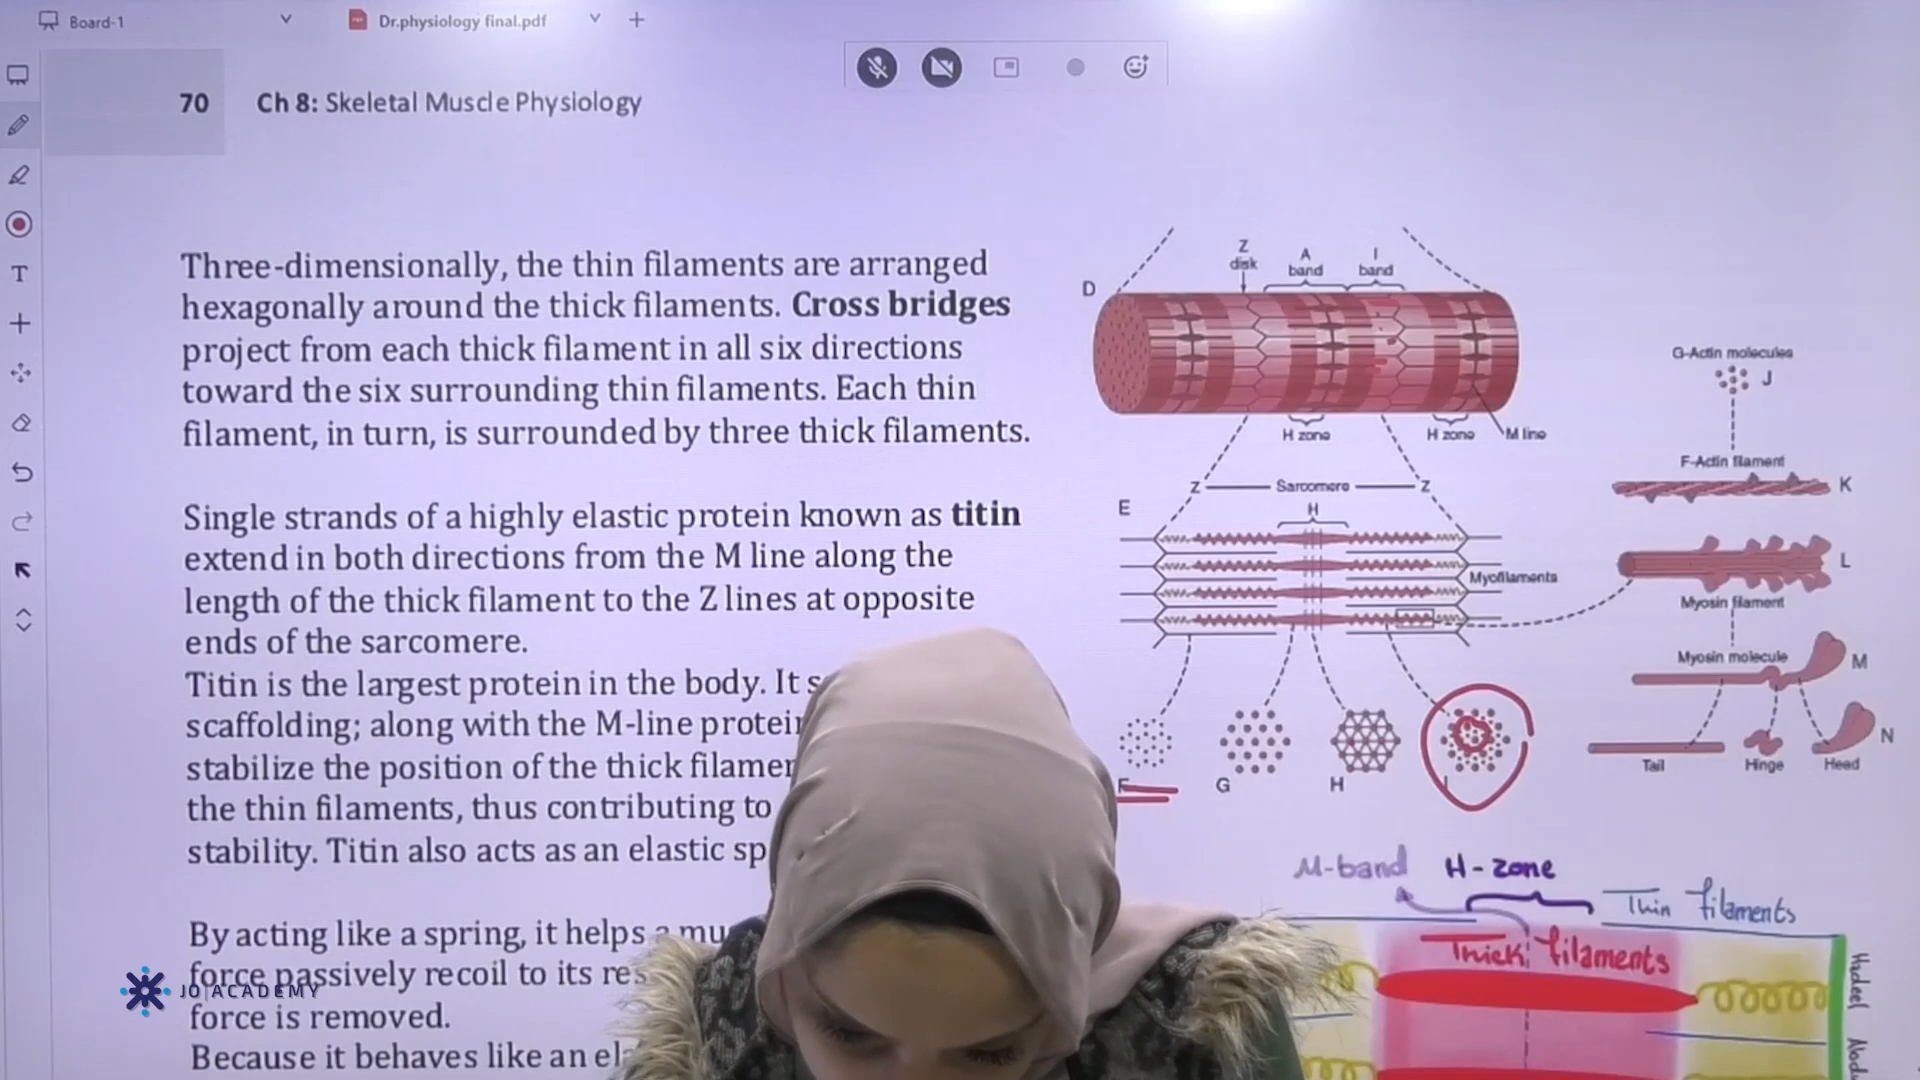 Board-1
Dr.physiology final.pdf
70 Ch 8: Skeletal Muscle Physiology
Three-dimensionally, the thin filaments are arranged
hexagonally around the thick filaments. Cross bridges
project from each thick filament in all six directions
toward the six surrounding thin filaments. Each thin
filament, in turn, is surrounded by three thick filaments.
Single strands of a highly elastic protein known as titin
extend in both directions from the M line along the
length of the thick filament to the Z lines at opposite
ends of the sarcomere.
Titin is the largest protein in the body. It
scaffolding; along with the M-line
stabilize the position of the thick
the thin filaments, thus contributing to
stability. Titin also acts as an elastic
By acting like a spring, it helps
force passively recoil to its
force is removed.
Because it behaves like an
JO ACADEMY
D
Z
disk
A
band
I
band
H zone
H zone
M line
Z
Sarcomere
Z
E
H
Myofilaments
F
G
H
I
G-Actin molecules
J
F-Actin filament
K
L
Myosin filament
Myosin molecule
M
N
Tail
Hinge
Head
M-band
H-zone
Thin filaments
Thick filaments
Hadeel
T